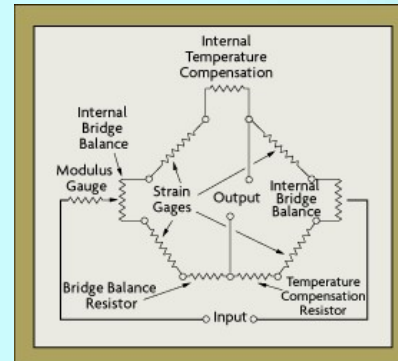 Internal
Temperature
Compensation
Internal
Bridge
Balance
Modulus
Gauge
Strain
Gages
Output
Internal
Bridge
Balance
Bridge Balance
Resistor
Temperature
Compensation
Resistor
Input